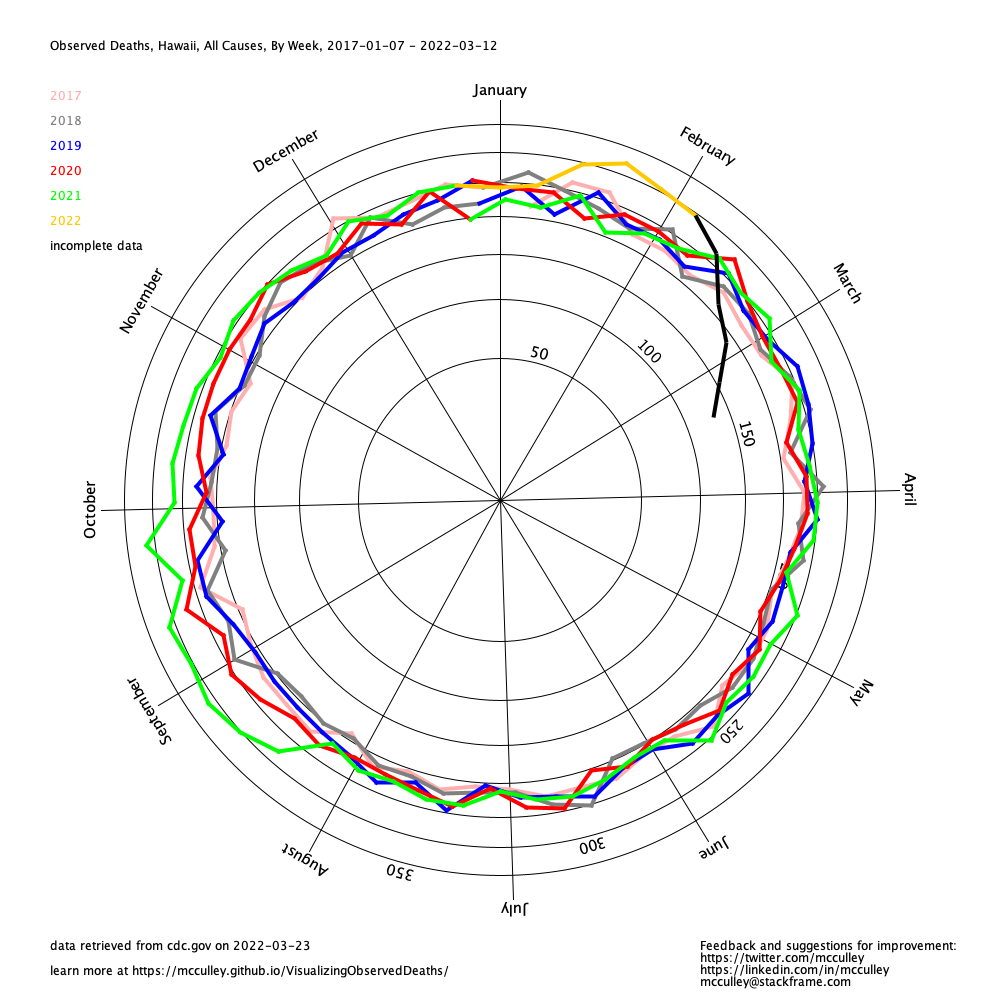 Observed Deaths, Hawaii, All Causes, By Week, 2017-01-07 - 2022-03-12
January
2017
2018
2019
2020
2021
2022
incomplete data
December
February
November
March
50
100
150
October
April
September
May
250
August
June
300
350
July
data retrieved from cdc.gov on 2022-03-23
learn more at https://mcculley.github.io/VisualizingObservedDeaths/
Feedback and suggestions for improvement:
https://twitter.com/mcculley
https://linkedin.com/in/mcculley
mcculley@stackframe.com